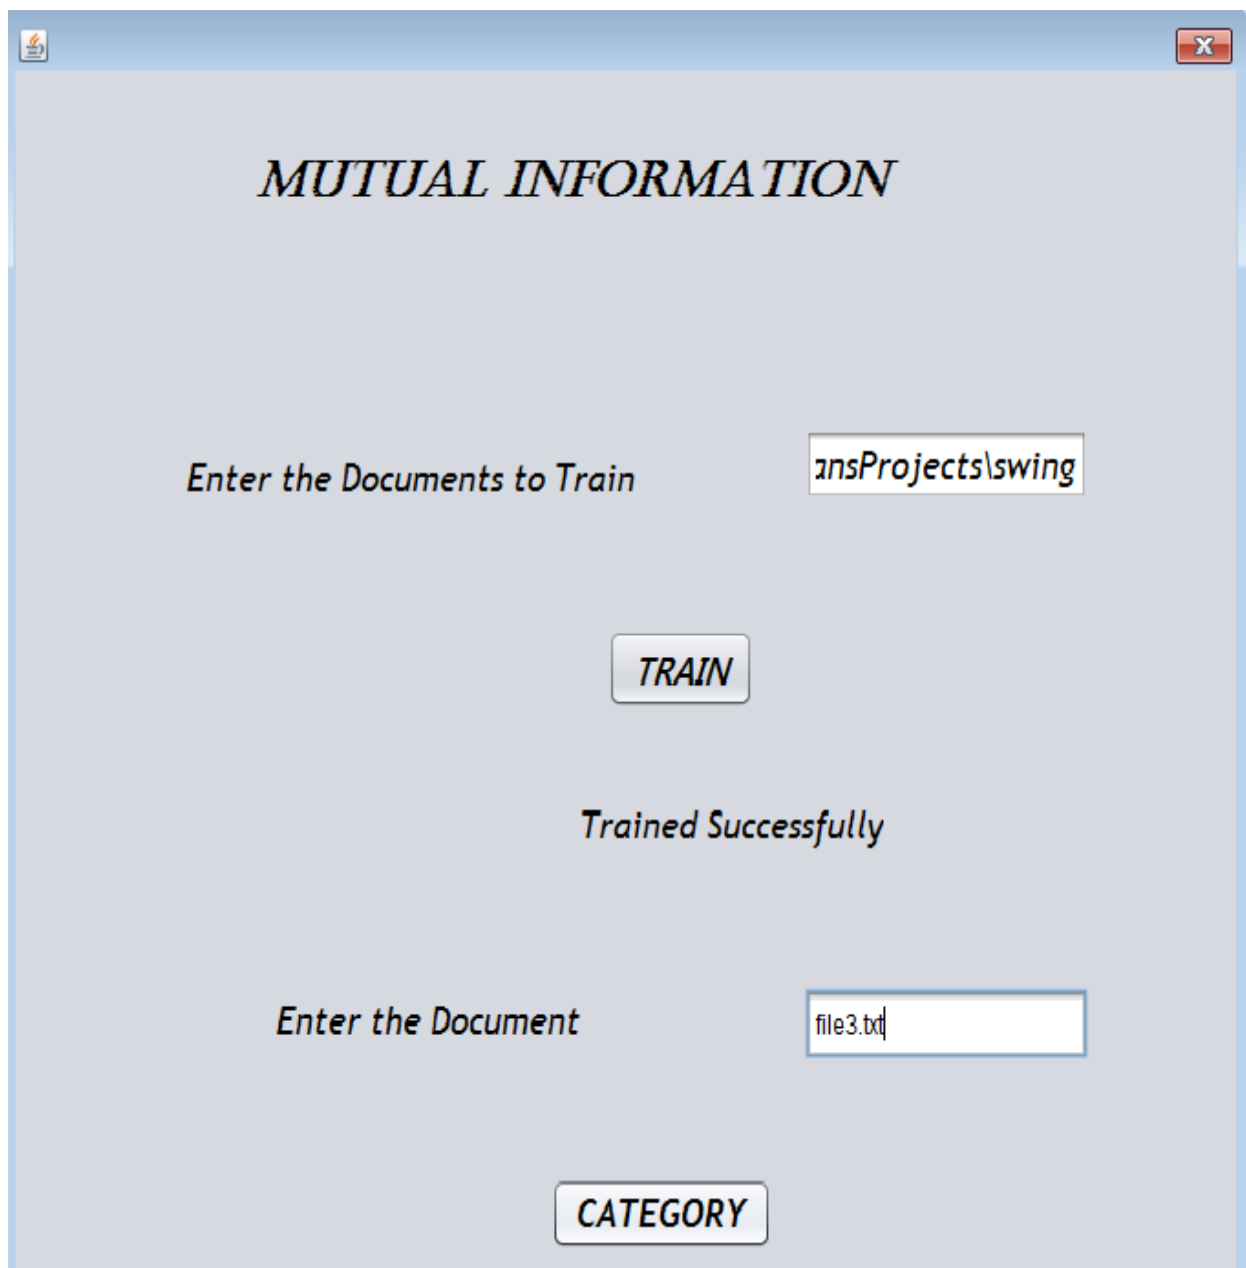 MUTUAL INFORMATION
Enter the Documents to Train
ansProjects\swing
TRAIN
Trained Successfully
Enter the Document
file3.txt
CATEGORY